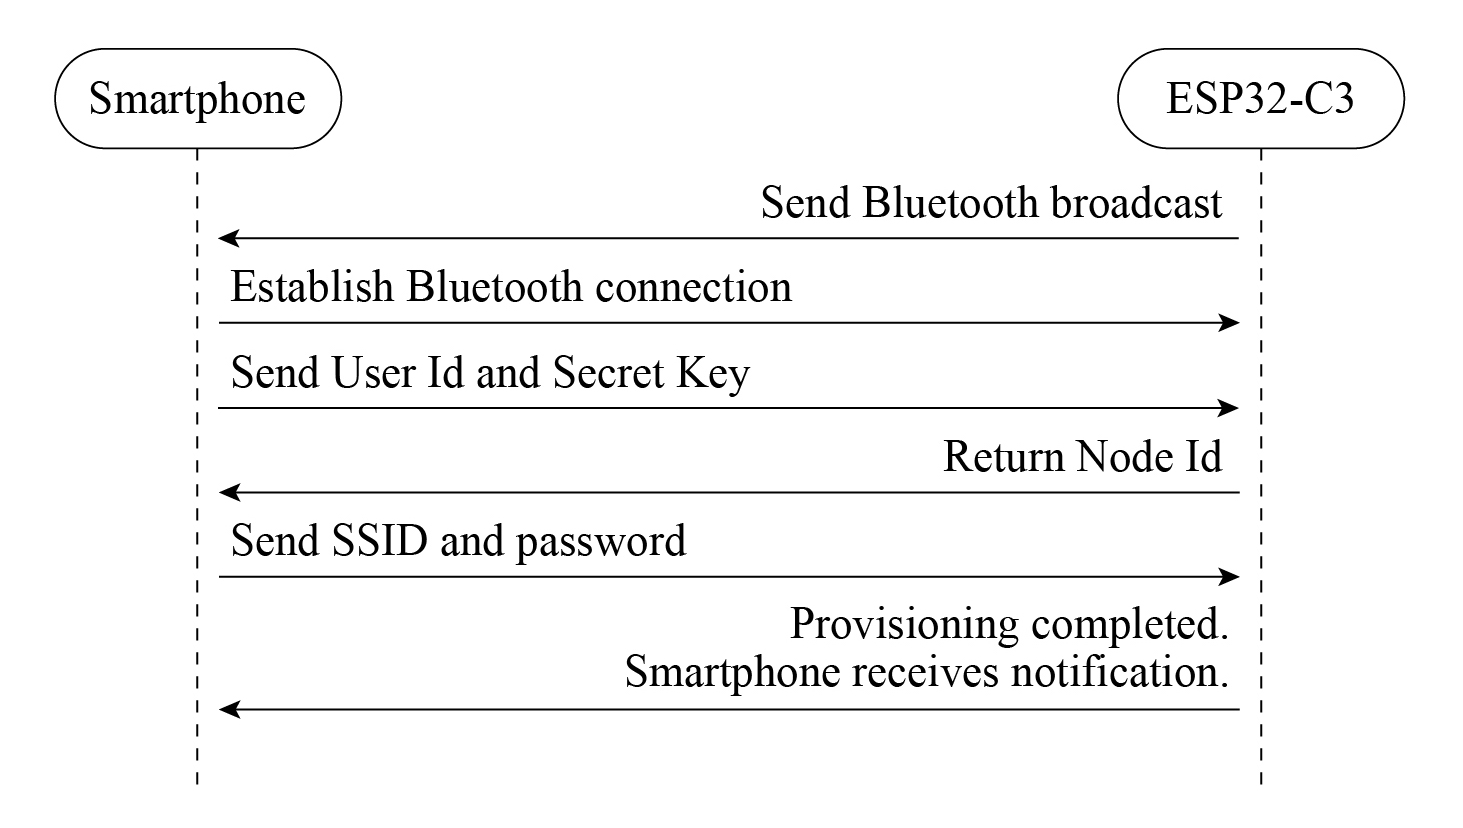 Smartphone
ESP32-C3
Send Bluetooth broadcast
Establish Bluetooth connection
Send User Id and Secret Key
Return Node Id
Send SSID and password
Provisioning completed.
Smartphone receives notification.